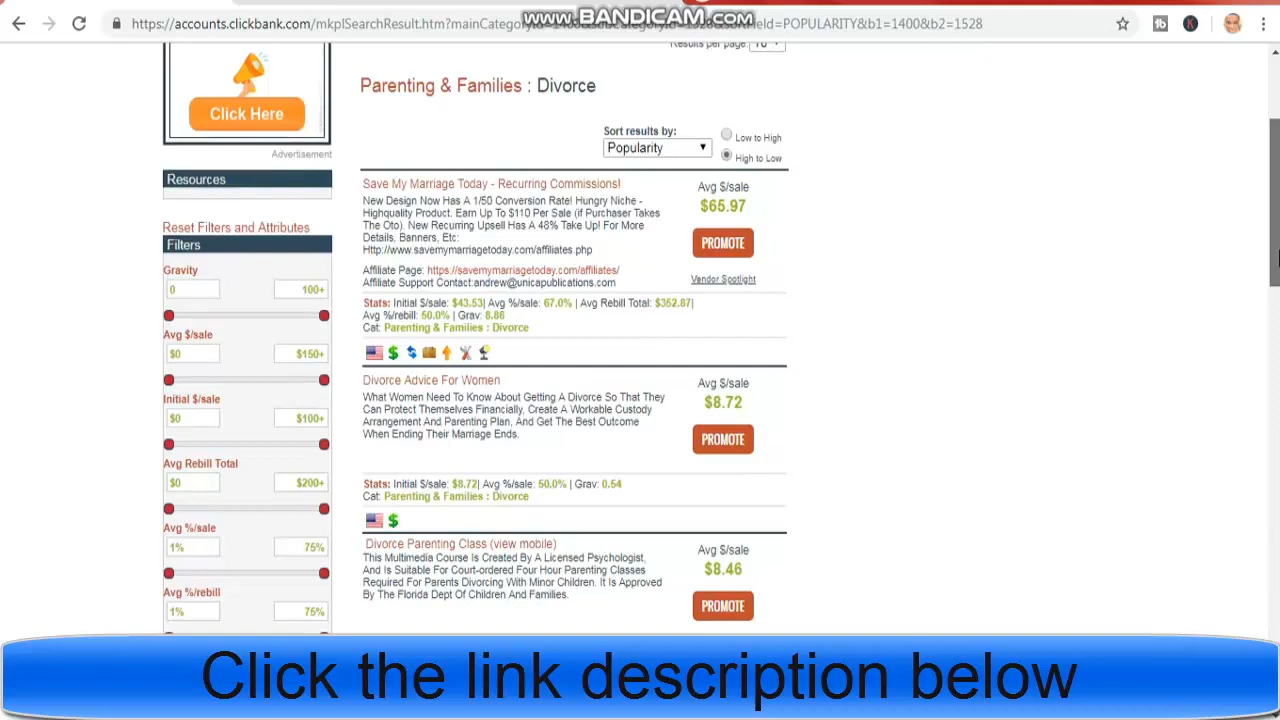 www.BANDICAM.com
https://accounts.clickbank.com/mkplSearchResult.htm?mainCategory
ield=POPULARITY&b1=1400&b2=1528
Results per page:
Click Here
Advertisement
Parenting & Families : Divorce
Sort results by:
Popularity
Low to High
High to Low
Resources
Reset Filters and Attributes
Filters
Gravity
0 100+
Avg $/sale
$0 $150+
Initial $/sale
$0 $100+
Avg Rebill Total
$0 $200+
Avg %/sale
1% 75%
Avg %/rebill
1% 75%
Save My Marriage Today - Recurring Commissions!
New Design Now Has A 1/50 Conversion Rate! Hungry Niche -
Highquality Product. Earn Up To $110 Per Sale (if Purchaser Takes
The Oto). New Recurring Upsell Has A 48% Take Up! For More
Details, Banners, Etc:
Http://www.savemymarriagetoday.com/affiliates.php
Affiliate Page: https://savemymarriagetoday.com/affiliates/
Affiliate Support Contact:andrew@unicapublications.com
Avg $/sale
$65.97
PROMOTE
Vendor Spotlight
Stats: Initial $/sale: $43.53| Avg %/sale: 67.0% | Avg Rebill Total: $352.87|
Avg %/rebill: 50.0% | Grav: 8.86
Cat: Parenting & Families : Divorce
Divorce Advice For Women
What Women Need To Know About Getting A Divorce So That They
Can Protect Themselves Financially, Create A Workable Custody
Arrangement And Parenting Plan, And Get The Best Outcome
When Ending Their Marriage Ends.
Avg $/sale
$8.72
PROMOTE
Stats: Initial $/sale: $8.72| Avg %/sale: 50.0% | Grav: 0.54
Cat: Parenting & Families : Divorce
Divorce Parenting Class (view mobile)
This Multimedia Course Is Created By A Licensed Psychologist,
And Is Suitable For Court-ordered Four Hour Parenting Classes
Required For Parents Divorcing With Minor Children. It Is Approved
By The Florida Dept Of Children And Families.
Avg $/sale
$8.46
PROMOTE
Click the link description below